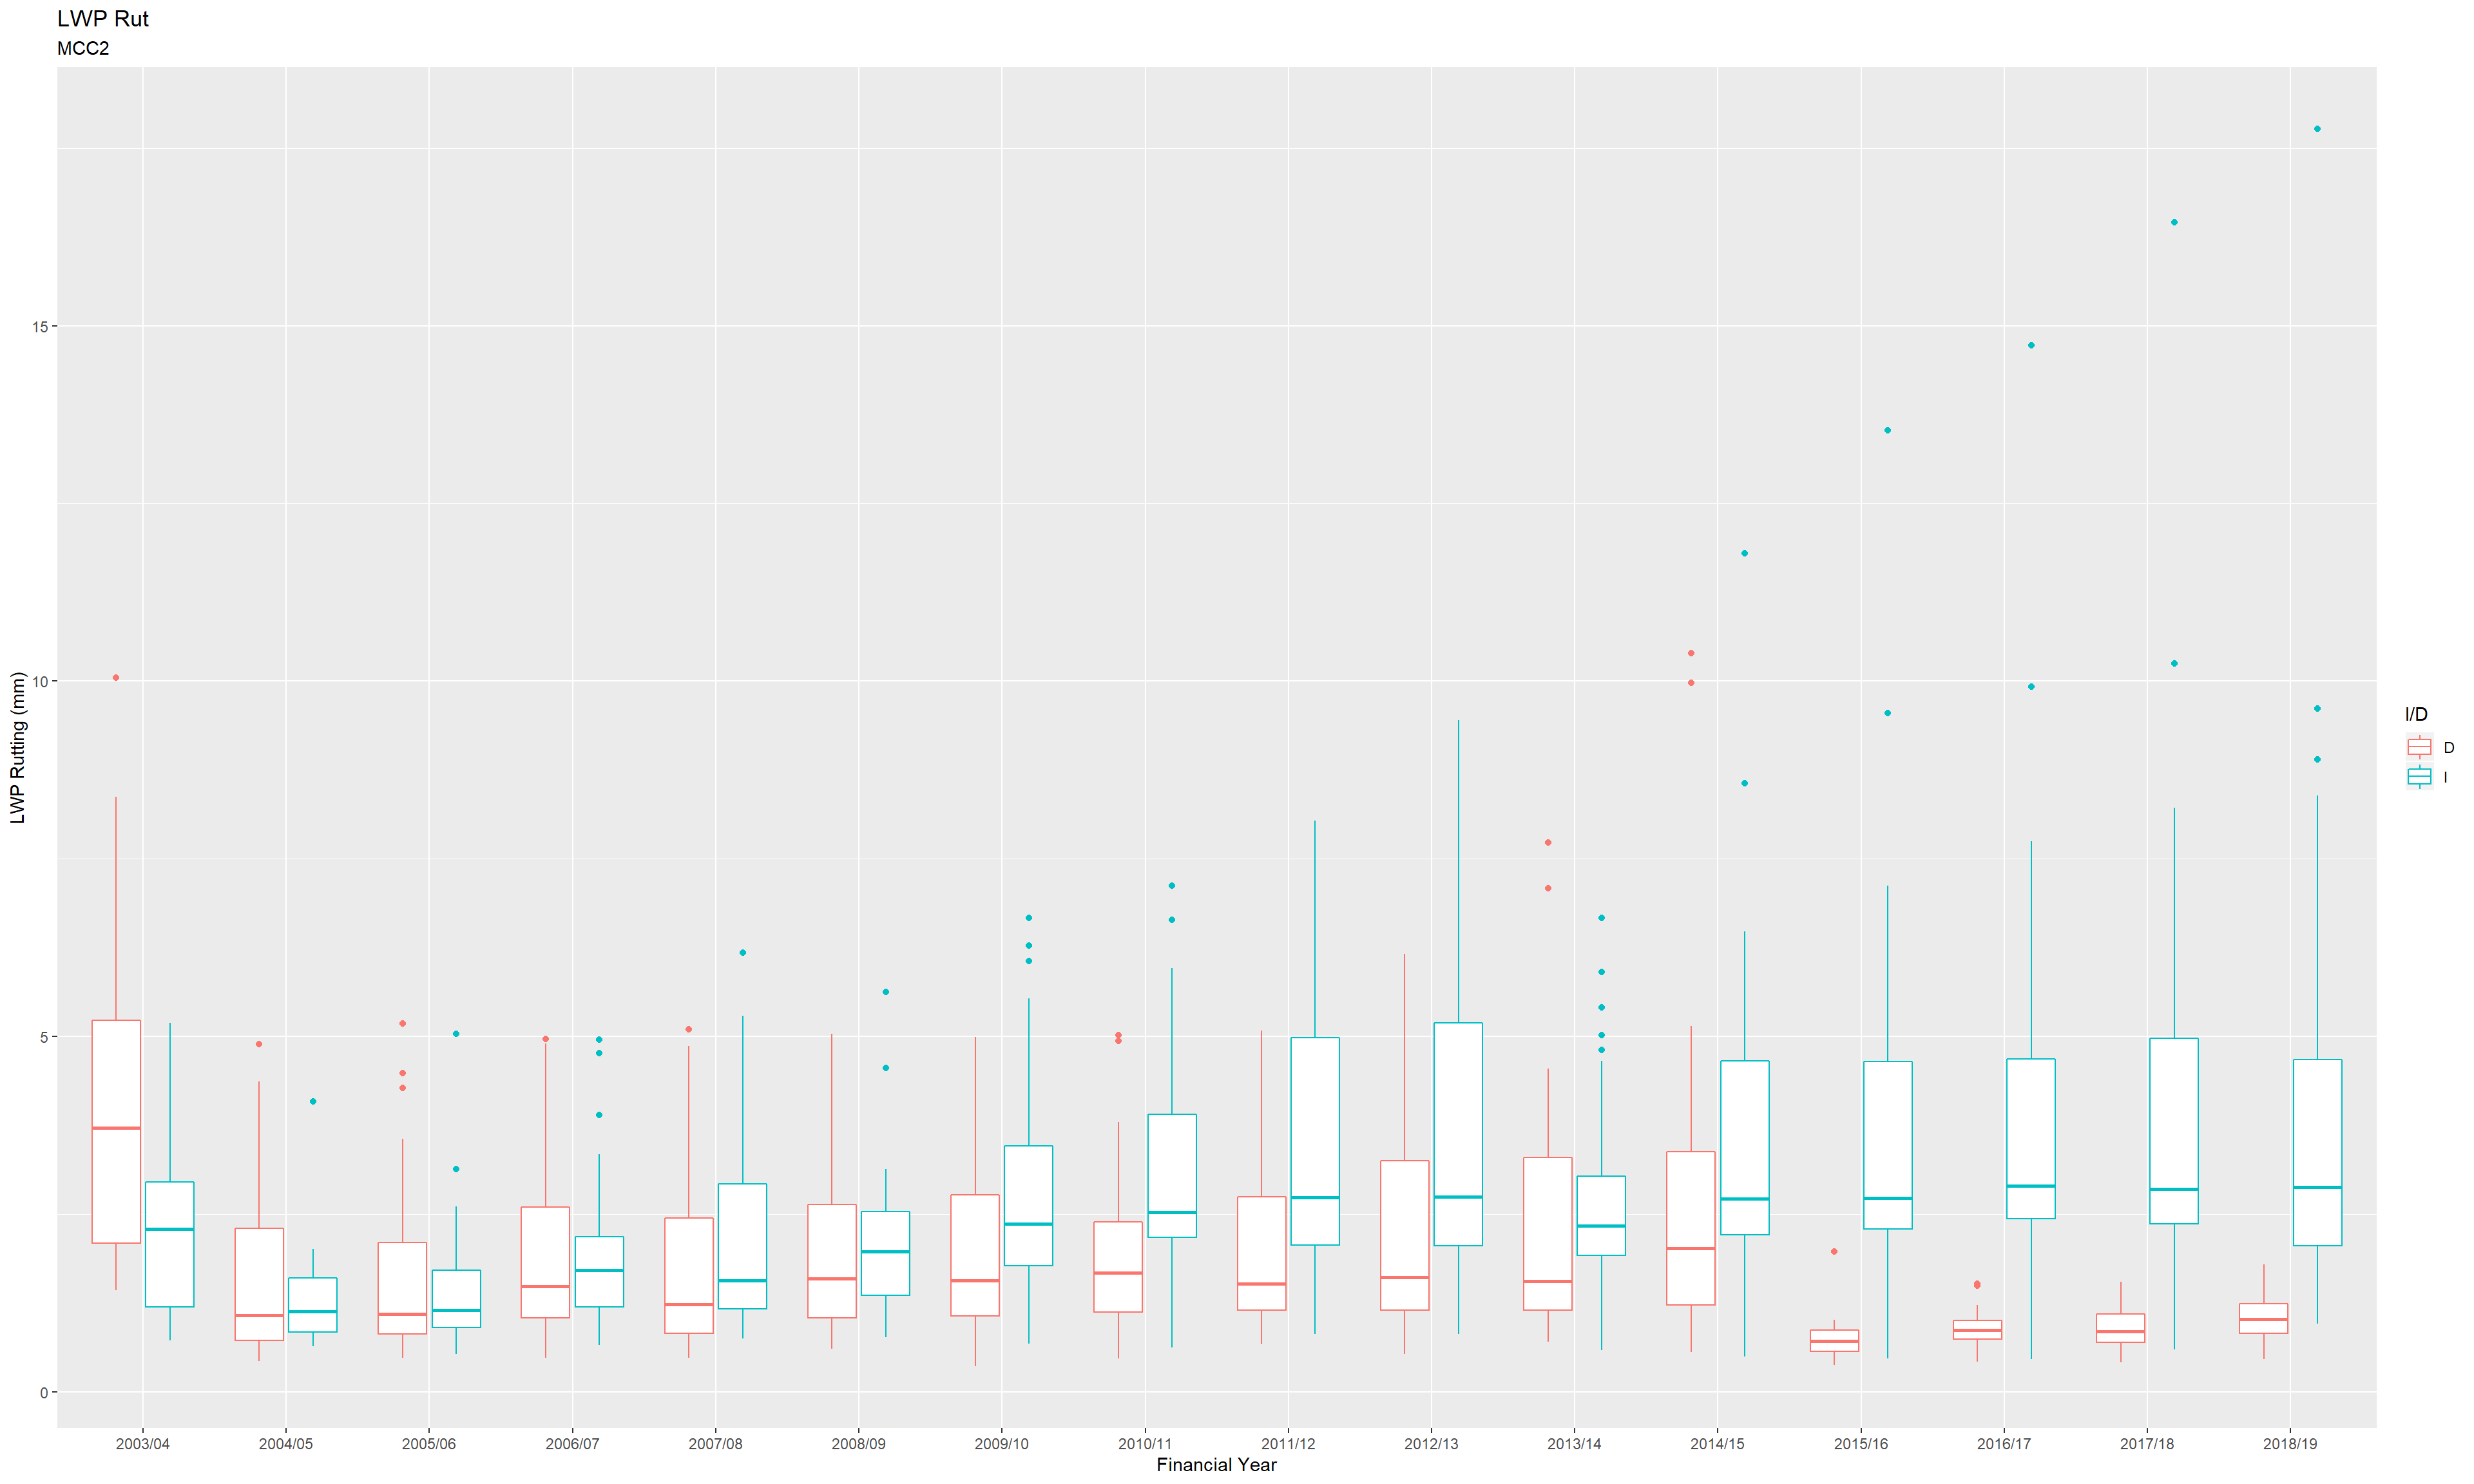 LWP Rut
MCC2
LWP Rutting (mm)
15
10
5
0
2003/04 2004/05 2005/06 2006/07 2007/08 2008/09 2009/10 2010/11 2011/12 2012/13 2013/14 2014/15 2015/16 2016/17 2017/18 2018/19
Financial Year
I/D
D
I